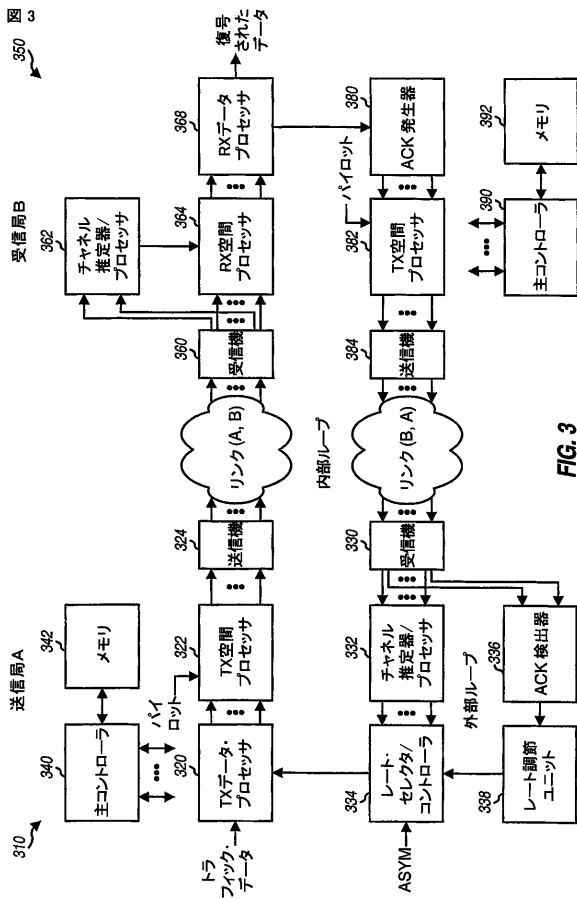 図 3
310
送信局A
340
主コントローラ
342
メモリ
トラ
フィック・
データ
320
TXデータ・
プロセッサ
パイ
ロット
322
TX空間
プロセッサ
324
送信機
リンク (A, B)
受信局B
350
360
受信機
362
チャネル
推定器/
プロセッサ
364
RX空間
プロセッサ
368
RXデータ
プロセッサ
復号
された
データ
内部ループ
ASYM
334
レート・
セレクタ/
コントローラ
332
チャネル
推定器/
プロセッサ
330
受信機
リンク (B, A)
384
送信機
382
TX空間
プロセッサ
パイロット
380
ACK 発生器
外部ループ
338
レート調節
ユニット
336
ACK 検出器
390
主コントローラ
392
メモリ
FIG. 3